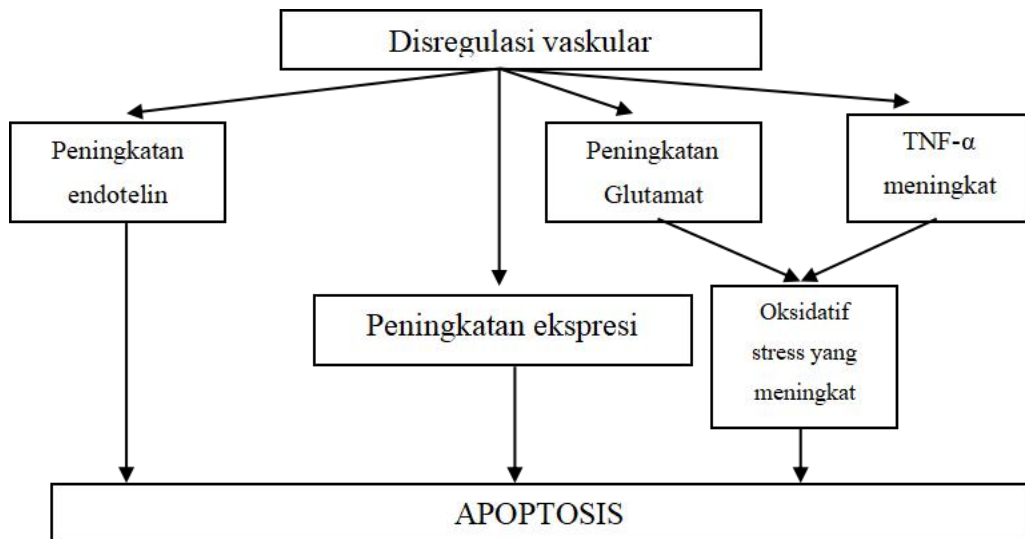 Disregulasi vaskular
Peningkatan
endotelin
Peningkatan
Glutamat
TNF-α
meningkat
Peningkatan ekspresi
Oksidatif
stress yang
meningkat
APOPTOSIS